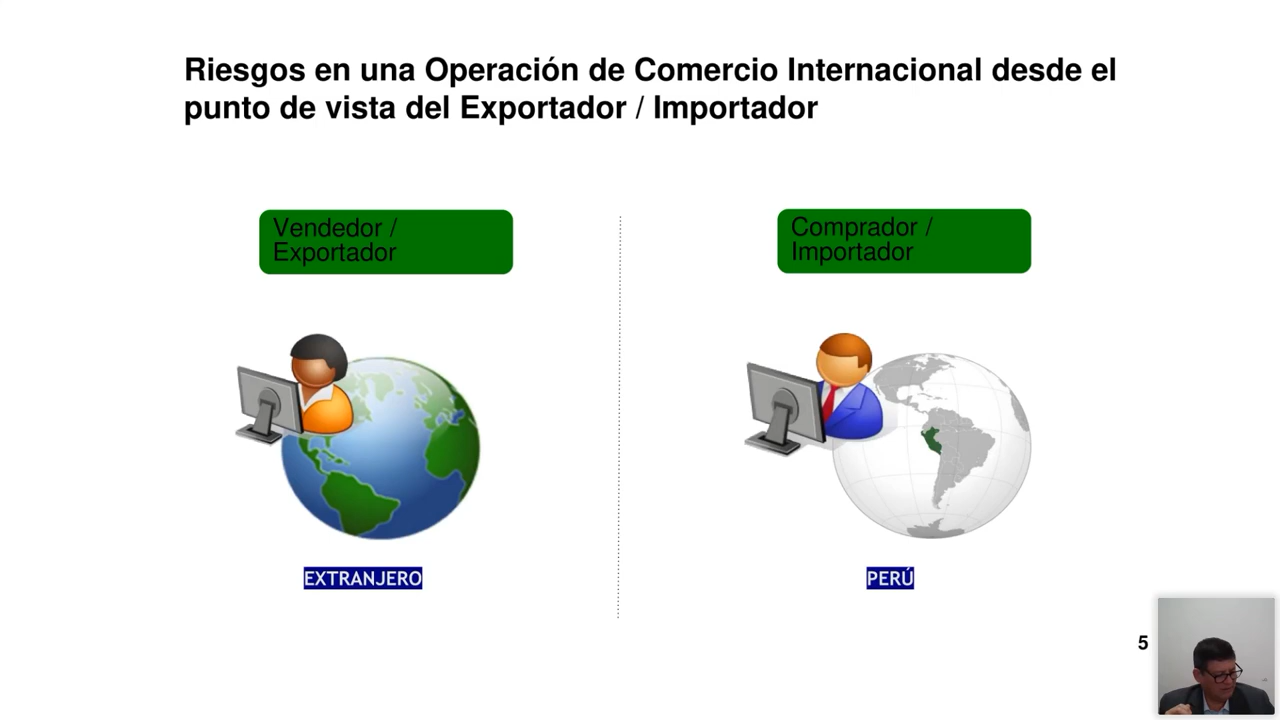 Riesgos en una Operación de Comercio Internacional desde el
punto de vista del Exportador / Importador
Vendedor /
Exportador
Comprador /
Importador
EXTRANJERO
PERÚ
5